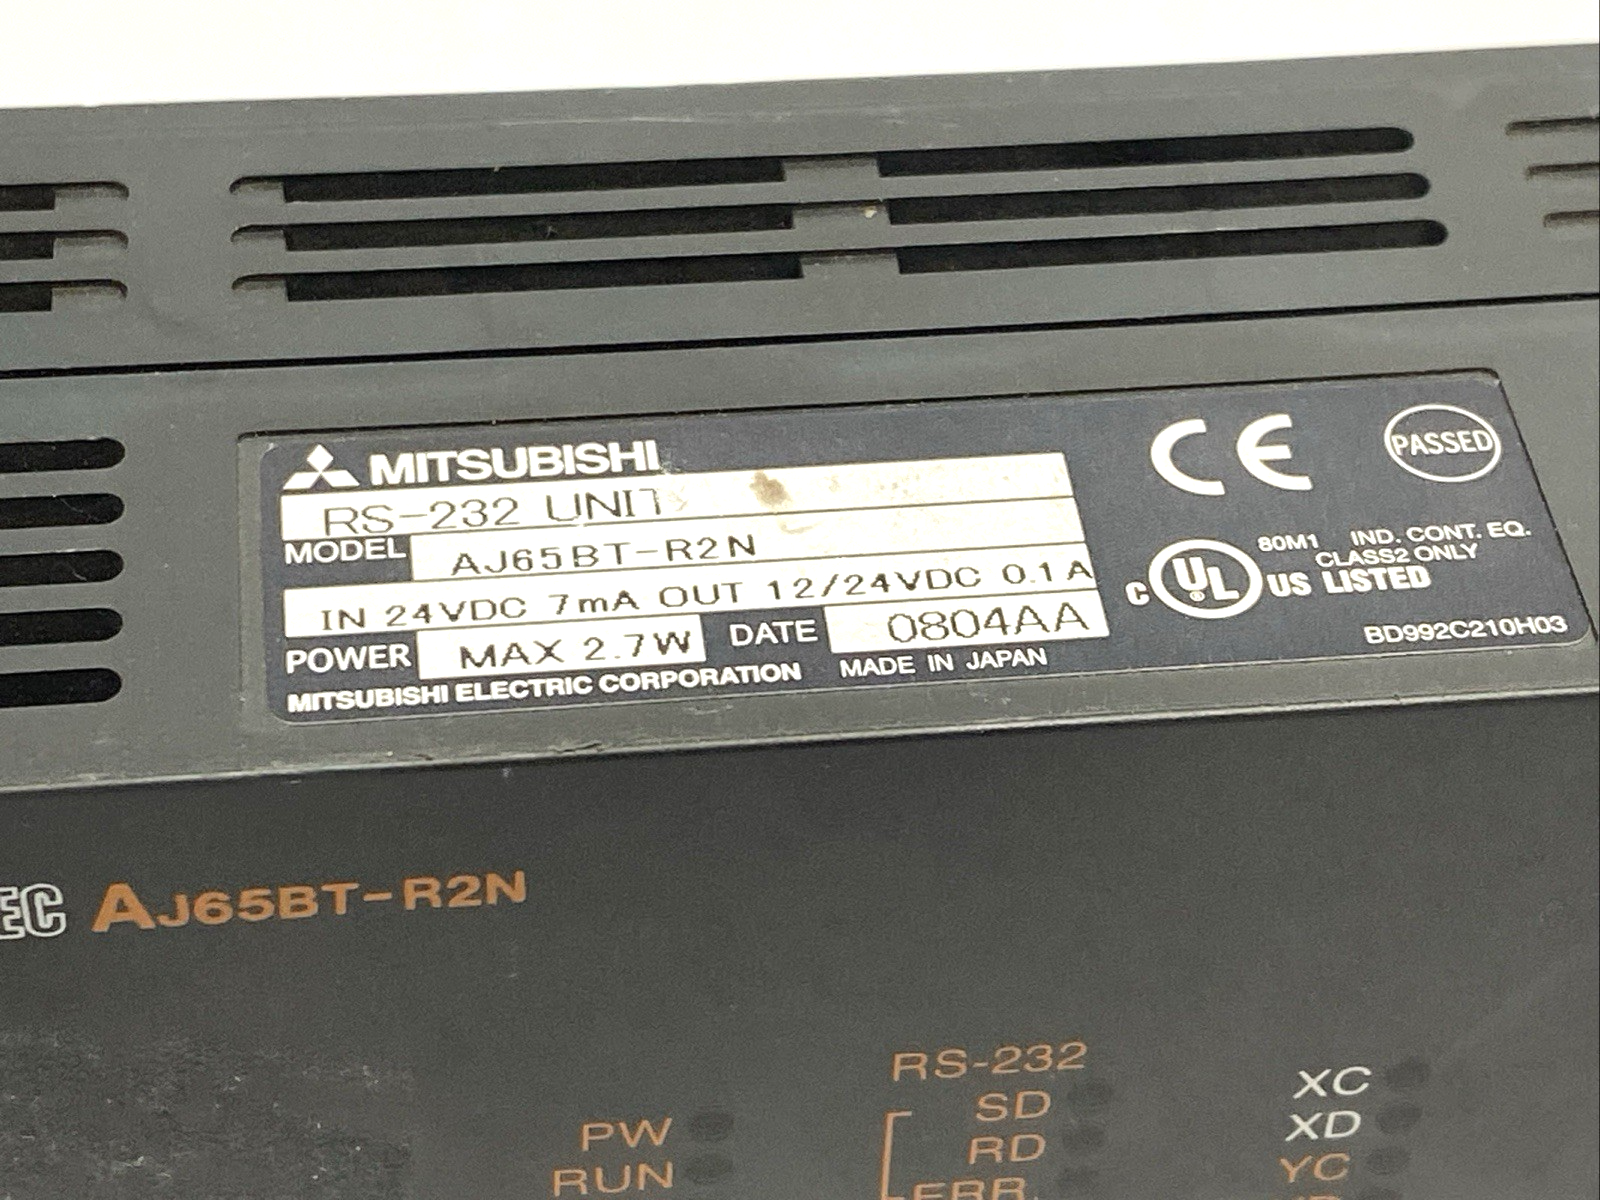 MITSUBISHI
RS-232 UNIT
MODEL AJ65BT-R2N
IN 24VDC 7mA OUT 12/24VDC 0.1A
POWER MAX 2.7W DATE 0804AA
MITSUBISHI ELECTRIC CORPORATION MADE IN JAPAN
CE
PASSED
80M1 IND. CONT. EQ.
CLASS2 ONLY
C UL US LISTED
BD992C210H03
AJ65BT-R2N
PW
RUN
RS-232
SD
RD
ERR.
XC
XD
YC